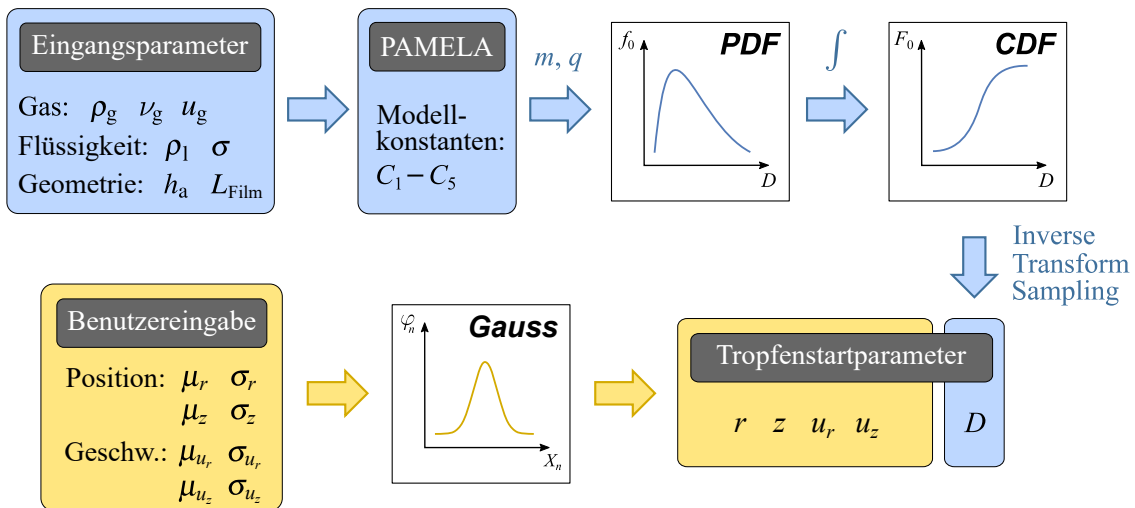 Eingangsparameter
Gas: ρg νg ug
Flüssigkeit: ρl σ
Geometrie: ha LFilm
PAMELA
Modell-
konstanten:
C1 – C5
m, q
f0
PDF
D
∫
F0
CDF
D
Inverse
Transform
Sampling
Benutzereingabe
Position: μr σr
μz σz
Geschw.: μur σur
μuz σuz
φn
Gauss
Xn
Tropfenstartparameter
r z ur uz
D